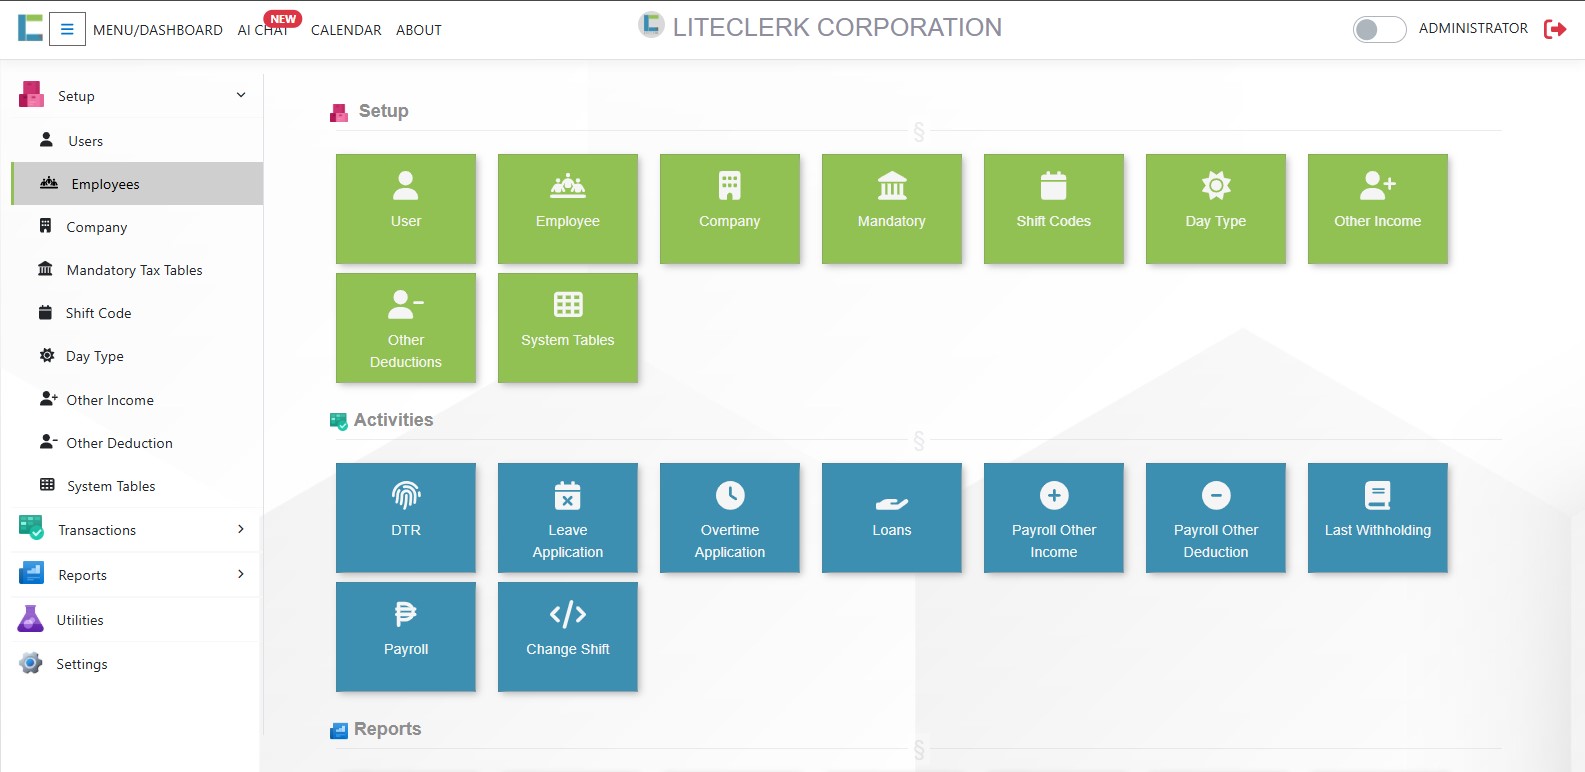 MENU/DASHBOARD AI CHAT NEW CALENDAR ABOUT
LITECLERK CORPORATION
ADMINISTRATOR
Setup
Users
Employees
Company
Mandatory Tax Tables
Shift Code
Day Type
Other Income
Other Deduction
System Tables
Transactions
Reports
Utilities
Settings
Setup
§
User
Employee
Company
Mandatory
Shift Codes
Day Type
Other Income
Other
Deductions
System Tables
Activities
§
DTR
Leave
Application
Overtime
Application
Loans
Payroll Other
Income
Payroll Other
Deduction
Last Withholding
Payroll
Change Shift
Reports
§